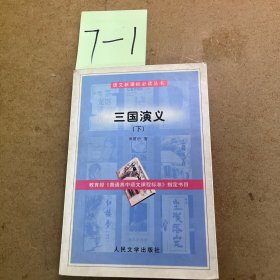 7-1
语文新课标必读丛书
三国演义
（下）
罗贯中 著
教育部《普通高中语文课程标准》指定书目
人民文学出版社